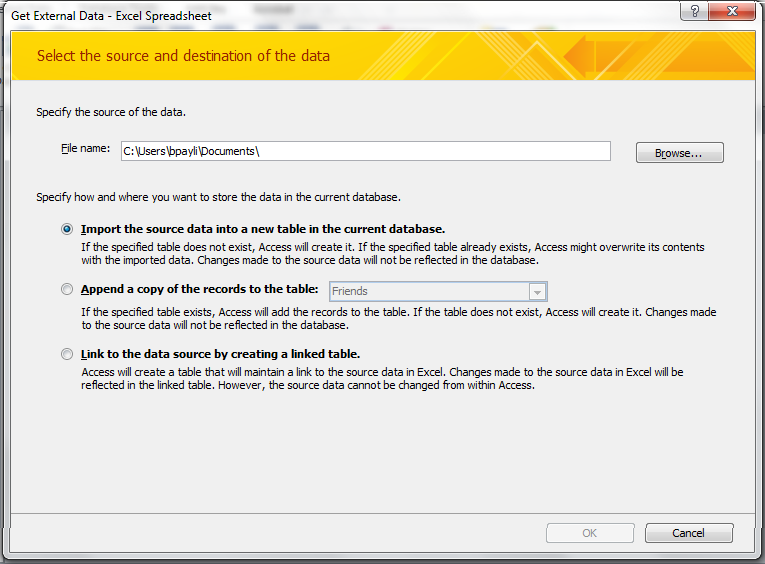 Get External Data - Excel Spreadsheet
?
Select the source and destination of the data
Specify the source of the data.
File name: C:\Users\bpayli\Documents\ Browse...
Specify how and where you want to store the data in the current database.
Import the source data into a new table in the current database.
If the specified table does not exist, Access will create it. If the specified table already exists, Access might overwrite its contents
with the imported data. Changes made to the source data will not be reflected in the database.
Append a copy of the records to the table: Friends
If the specified table exists, Access will add the records to the table. If the table does not exist, Access will create it. Changes made
to the source data will not be reflected in the database.
Link to the data source by creating a linked table.
Access will create a table that will maintain a link to the source data in Excel. Changes made to the source data in Excel will be
reflected in the linked table. However, the source data cannot be changed from within Access.
OK Cancel